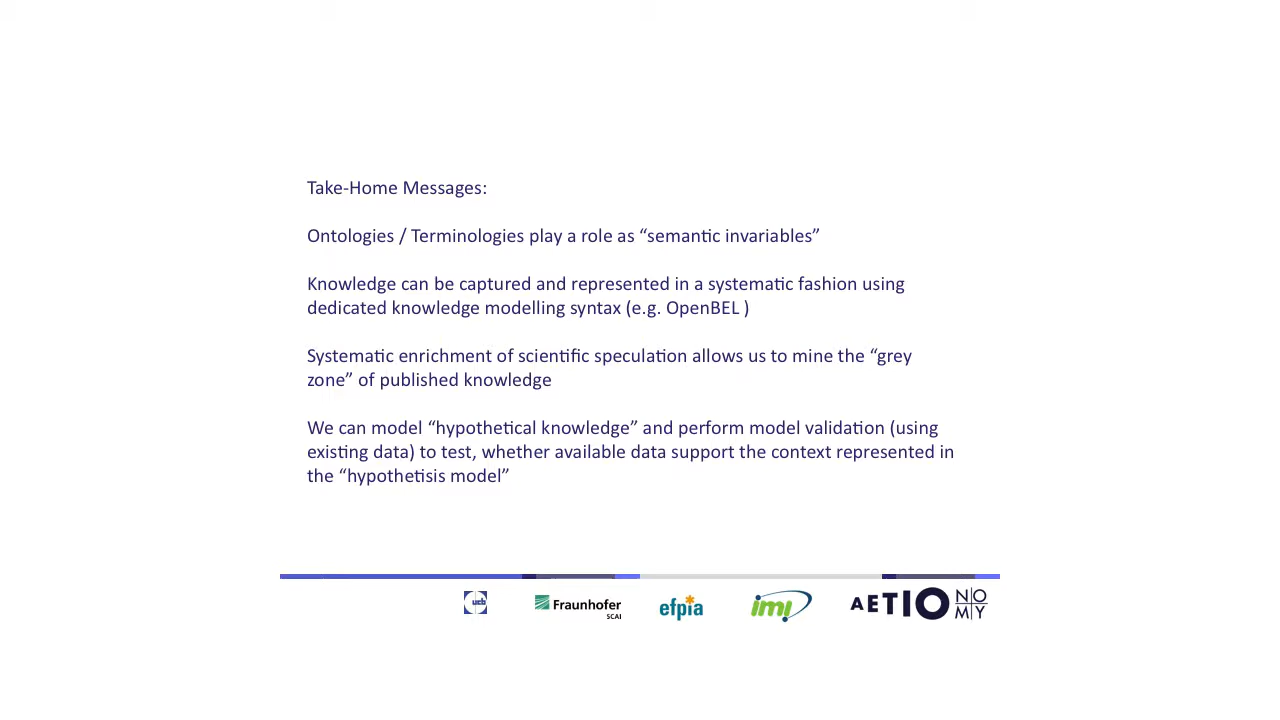 Take-Home Messages:
Ontologies / Terminologies play a role as “semantic invariables”
Knowledge can be captured and represented in a systematic fashion using
dedicated knowledge modelling syntax (e.g. OpenBEL )
Systematic enrichment of scientific speculation allows us to mine the “grey
zone” of published knowledge
We can model “hypothetical knowledge” and perform model validation (using
existing data) to test, whether available data support the context represented in
the “hypothetisis model”
ucb Fraunhofer SCAI efpia imi AETIONOMY